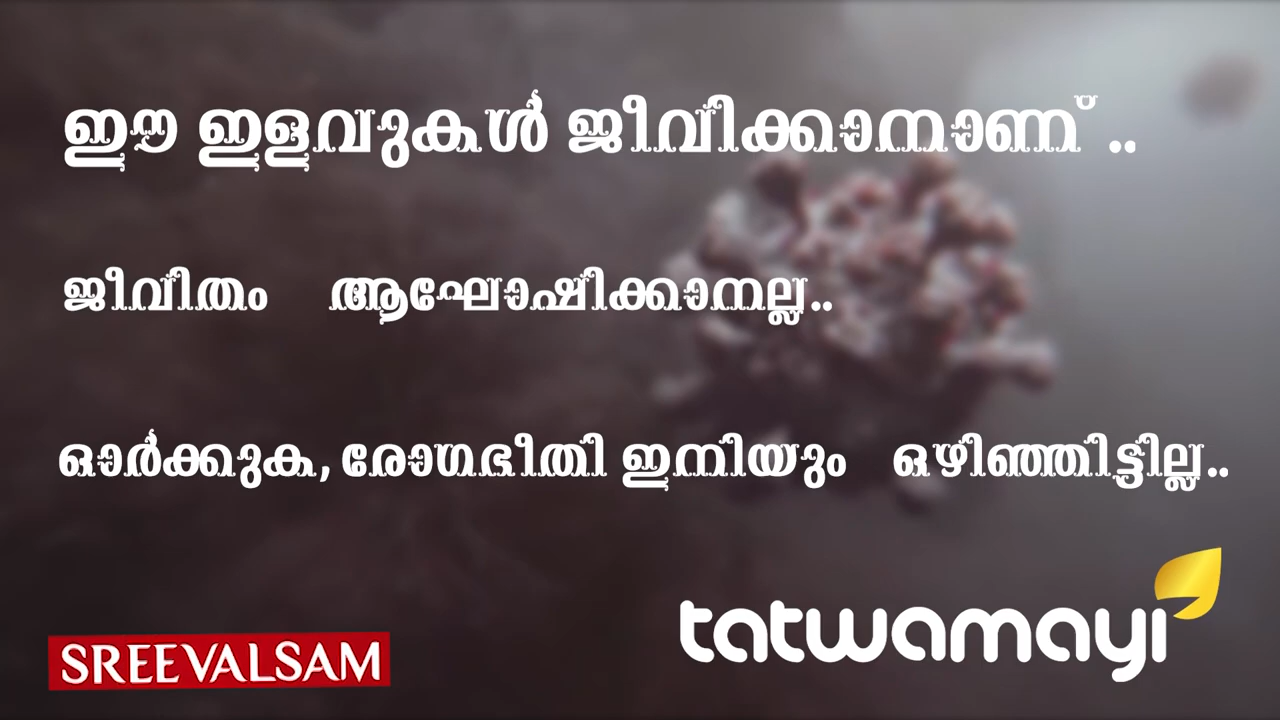 ഈ ഇളവുകൾ ജീവിക്കാനാണ് ..
ജീവിതം ആഘോഷിക്കാനല്ല..
ഓർക്കുക, രോഗഭീതി ഇനിയും ഒഴിഞ്ഞിട്ടില്ല..
tatwamayi
SREEVALSAM